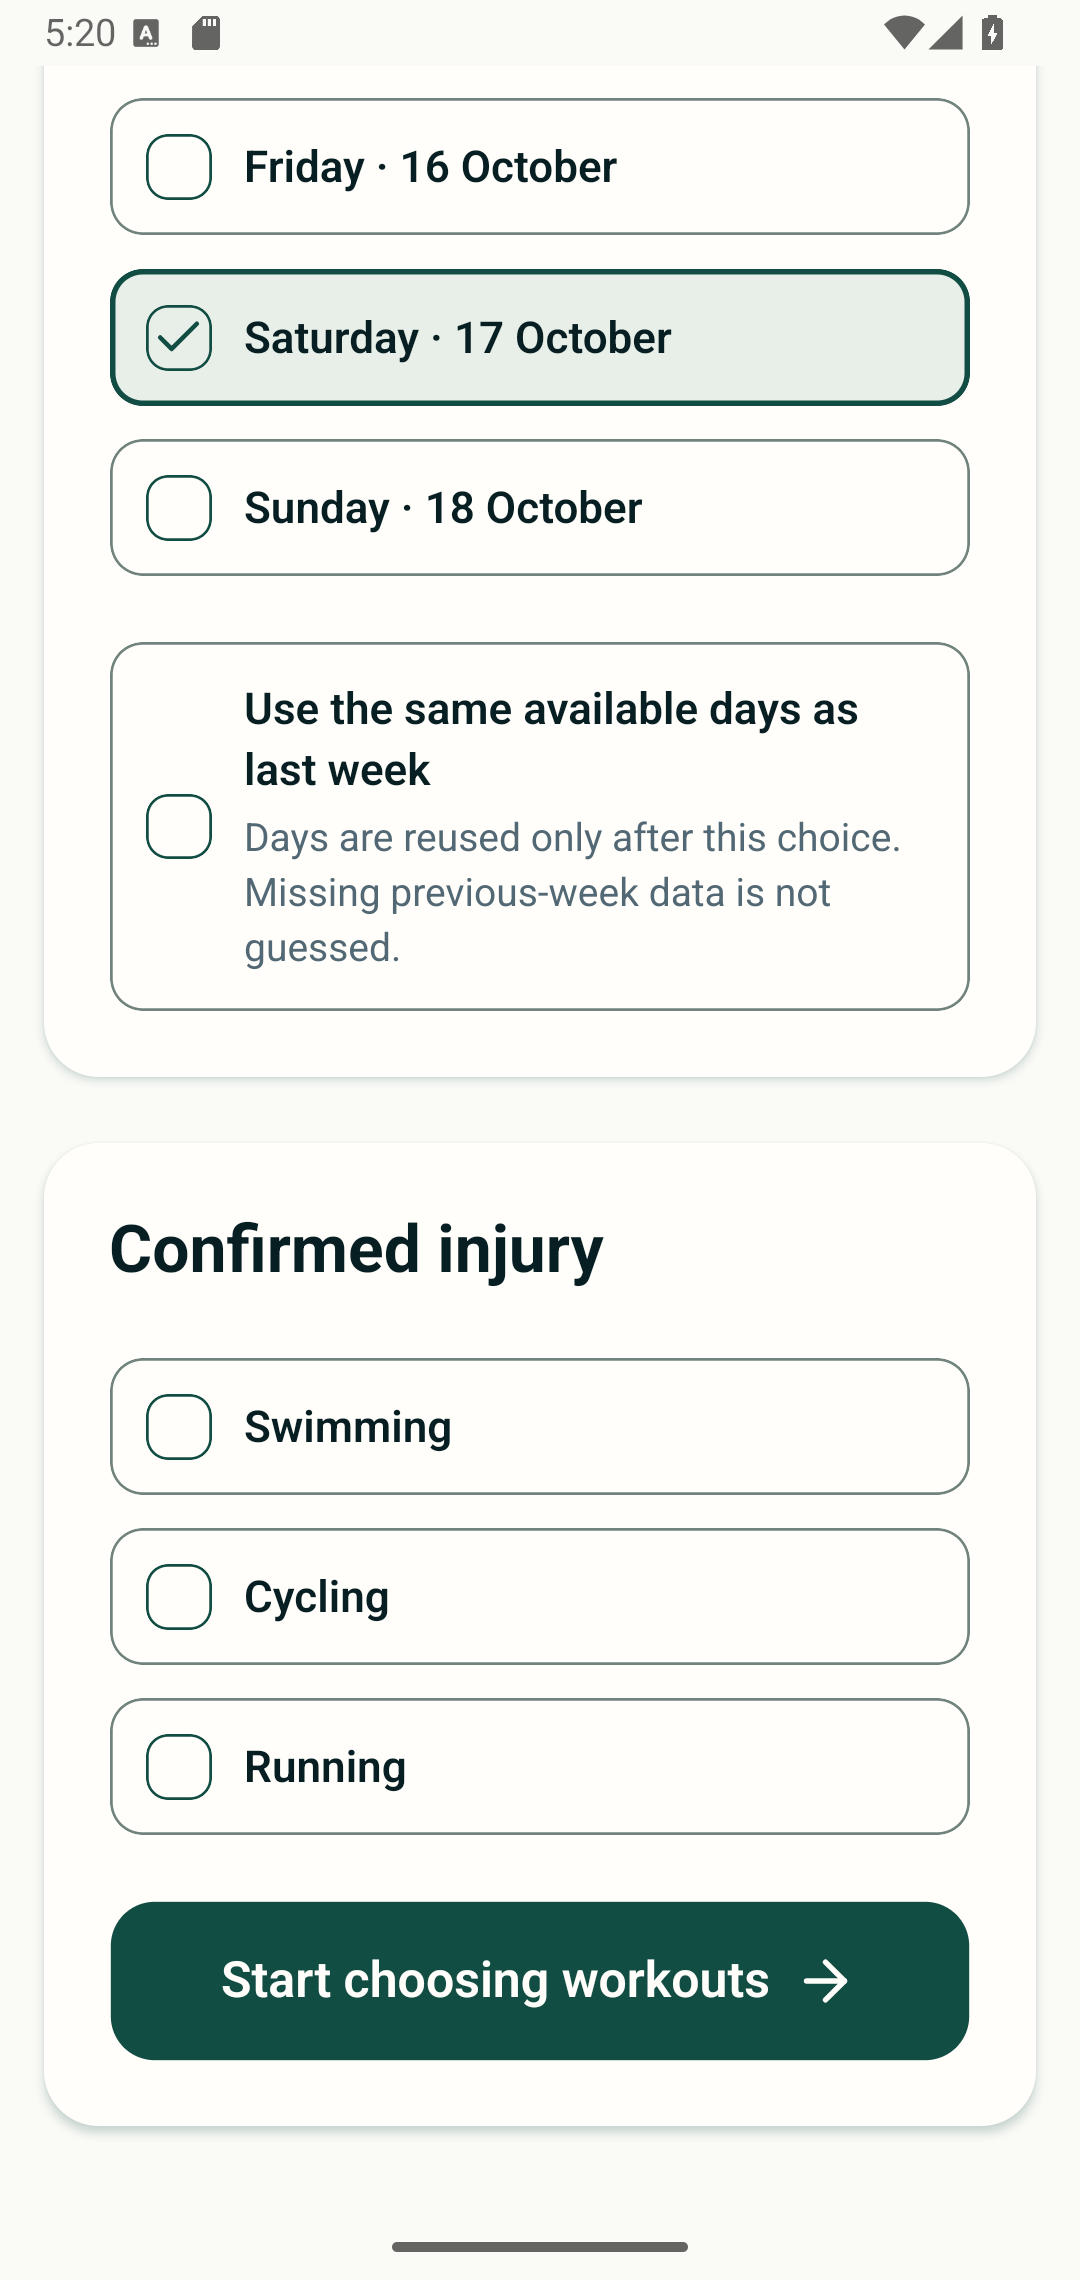 5:20
Friday · 16 October
Saturday · 17 October
Sunday · 18 October
Use the same available days as
last week
Days are reused only after this choice.
Missing previous-week data is not
guessed.
Confirmed injury
Swimming
Cycling
Running
Start choosing workouts